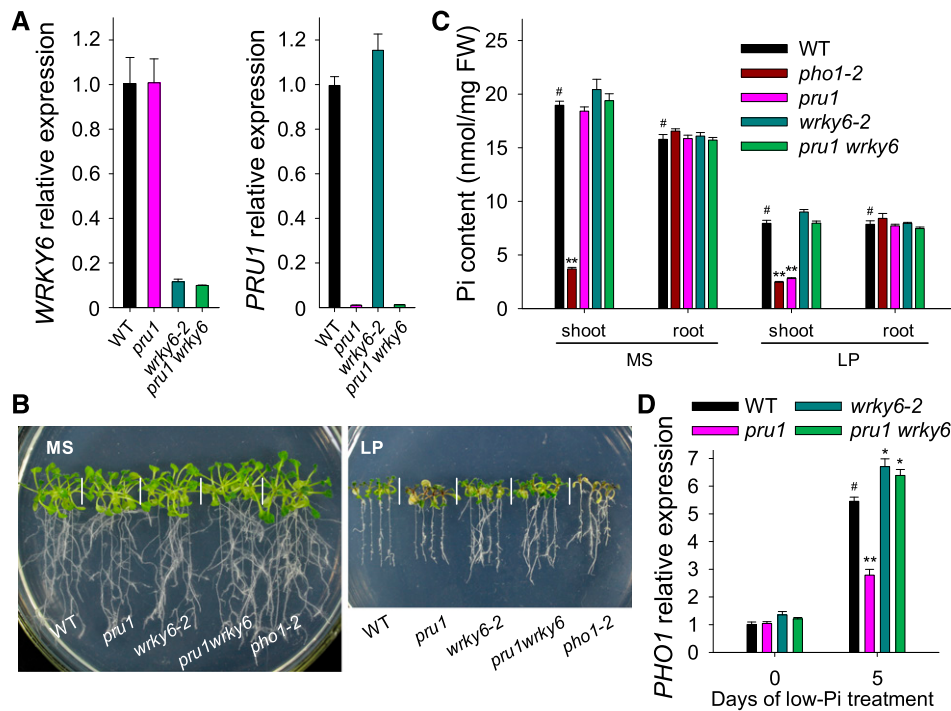 A
WRKY6 relative expression
1.2
1.0
0.8
0.6
0.4
0.2
0
WT
pru1
wrky6-2
pru1 wrky6
PRU1 relative expression
1.2
1.0
0.8
0.6
0.4
0.2
0
WT
pru1
wrky6-2
pru1 wrky6
B
MS
WT
pru1
wrky6-2
pru1wrky6
pho1-2
LP
WT
pru1
wrky6-2
pru1wrky6
pho1-2
C
Pi content (nmol/mg FW)
25
20
15
10
5
0
WT
pho1-2
pru1
wrky6-2
pru1 wrky6
#
**
#
#
**
**
#
shoot
root
shoot
root
MS
LP
D
WT
wrky6-2
pru1
pru1 wrky6
PHO1 relative expression
7
6
5
4
3
2
1
0
#
**
*
*
0
5
Days of low-Pi treatment